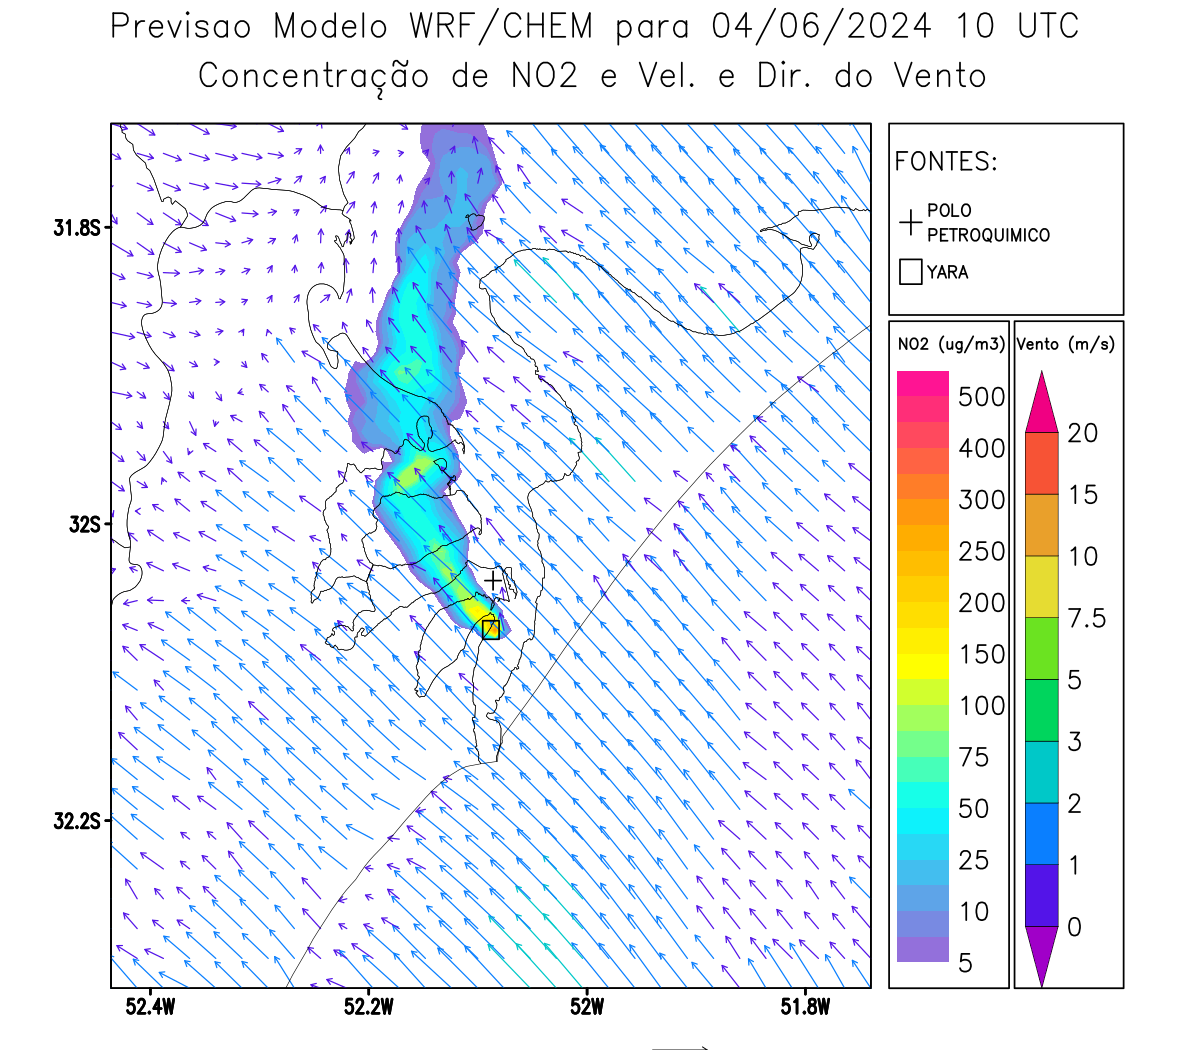 Previsao Modelo WRF/CHEM para 04/06/2024 10 UTC
Concentração de NO2 e Vel. e Dir. do Vento
FONTES:
POLO
PETROQUIMICO
YARA
NO2 (ug/m3)
500
400
300
250
200
150
100
75
50
25
10
5
Vento (m/s)
20
15
10
7.5
5
3
2
1
0
31.8S
32S
32.2S
52.4W
52.2W
52W
51.8W